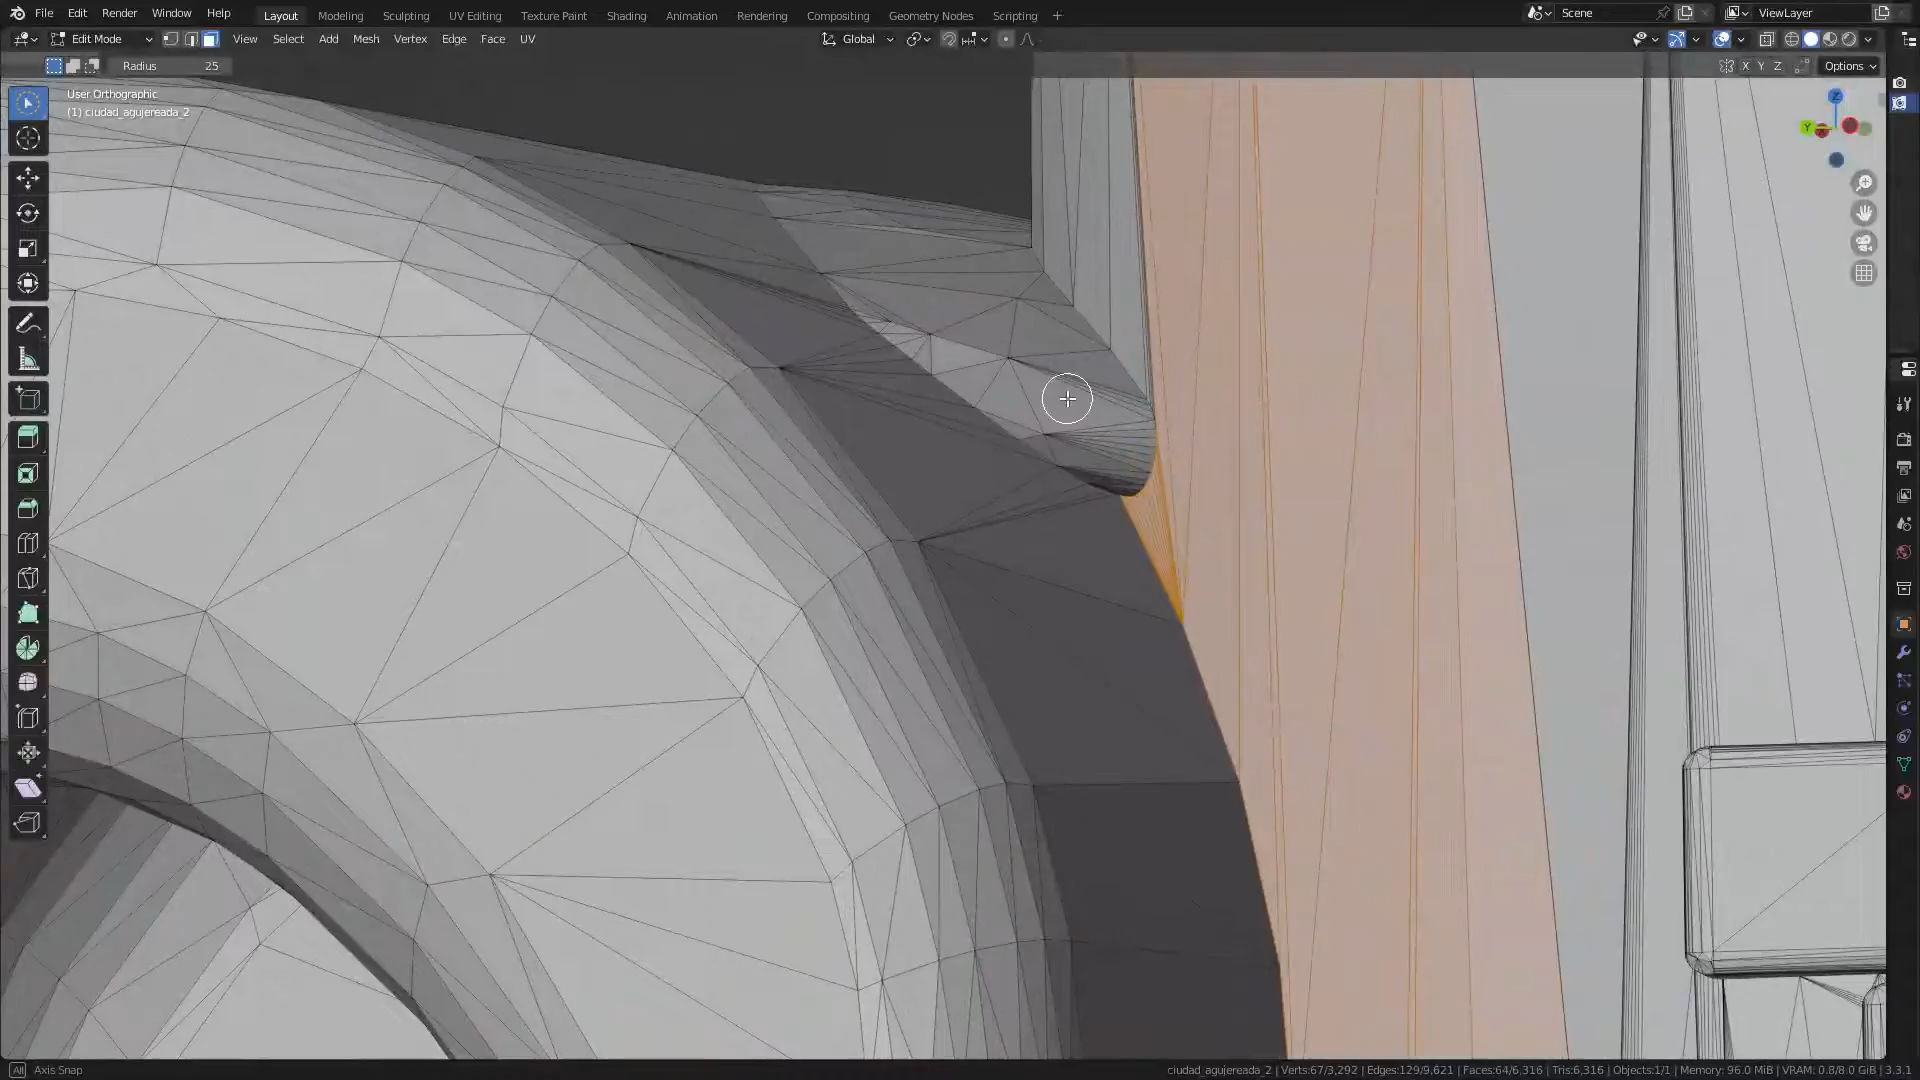 File Edit Render Window Help
Layout Modeling Sculpting UV Editing Texture Paint Shading Animation Rendering Compositing Geometry Nodes Scripting +
Scene
ViewLayer
Edit Mode
View Select Add Mesh Vertex Edge Face UV
Global
Radius 25
X Y Z
Options
User Orthographic
(1) ciudad_agujereada_2
Z
Y
Alt Axis Snap
ciudad_agujereada_2 | Verts:67/3,292 | Edges:129/9,621 | Faces:64/6,316 | Tris:6,316 | Objects:1/1 | Memory: 96.0 MiB | VRAM: 0.8/8.0 GiB | 3.3.1